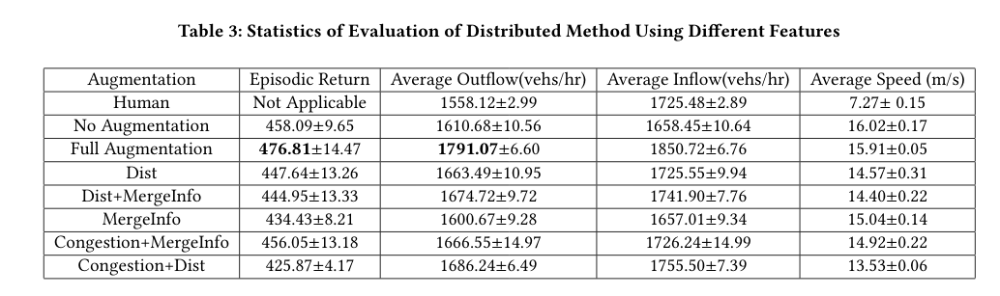 Table 3: Statistics of Evaluation of Distributed Method Using Different Features
Augmentation Episodic Return Average Outflow(vehs/hr) Average Inflow(vehs/hr) Average Speed (m/s)
Human Not Applicable 1558.12±2.99 1725.48±2.89 7.27± 0.15
No Augmentation 458.09±9.65 1610.68±10.56 1658.45±10.64 16.02±0.17
Full Augmentation 476.81±14.47 1791.07±6.60 1850.72±6.76 15.91±0.05
Dist 447.64±13.26 1663.49±10.95 1725.55±9.94 14.57±0.31
Dist+MergeInfo 444.95±13.33 1674.72±9.72 1741.90±7.76 14.40±0.22
MergeInfo 434.43±8.21 1600.67±9.28 1657.01±9.34 15.04±0.14
Congestion+MergeInfo 456.05±13.18 1666.55±14.97 1726.24±14.99 14.92±0.22
Congestion+Dist 425.87±4.17 1686.24±6.49 1755.50±7.39 13.53±0.06